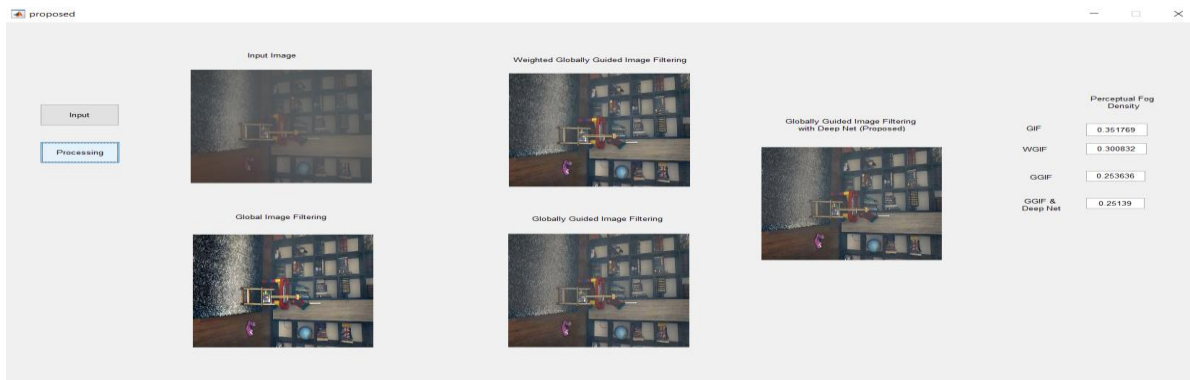 proposed
Input Image
Weighted Globally Guided Image Filtering
Input
Processing
Globally Guided Image Filtering
with Deep Net (Proposed)
Global Image Filtering
Globally Guided Image Filtering
Perceptual Fog
Density
GIF 0.351769
WGIF 0.300832
GGIF 0.253636
GGIF &
Deep Net 0.25139